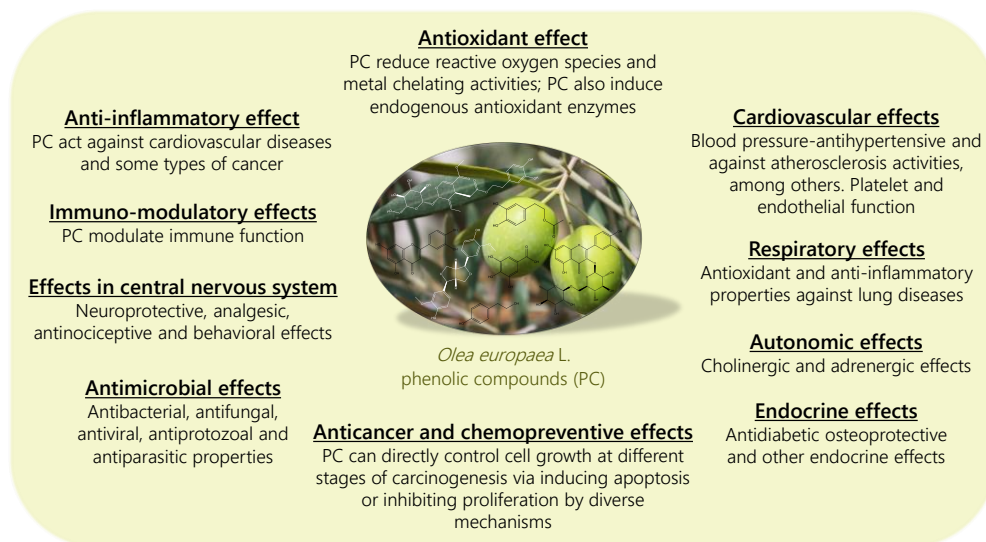 Antioxidant effect
PC reduce reactive oxygen species and
metal chelating activities; PC also induce
endogenous antioxidant enzymes
Anti-inflammatory effect
PC act against cardiovascular diseases
and some types of cancer
Immuno-modulatory effects
PC modulate immune function
Effects in central nervous system
Neuroprotective, analgesic,
antinociceptive and behavioral effects
Antimicrobial effects
Antibacterial, antifungal,
antiviral, antiprotozoal and
antiparasitic properties
Olea europaea L.
phenolic compounds (PC)
Anticancer and chemopreventive effects
PC can directly control cell growth at different
stages of carcinogenesis via inducing apoptosis
or inhibiting proliferation by diverse
mechanisms
Cardiovascular effects
Blood pressure-antihypertensive and
against atherosclerosis activities,
among others. Platelet and
endothelial function
Respiratory effects
Antioxidant and anti-inflammatory
properties against lung diseases
Autonomic effects
Cholinergic and adrenergic effects
Endocrine effects
Antidiabetic osteoprotective
and other endocrine effects